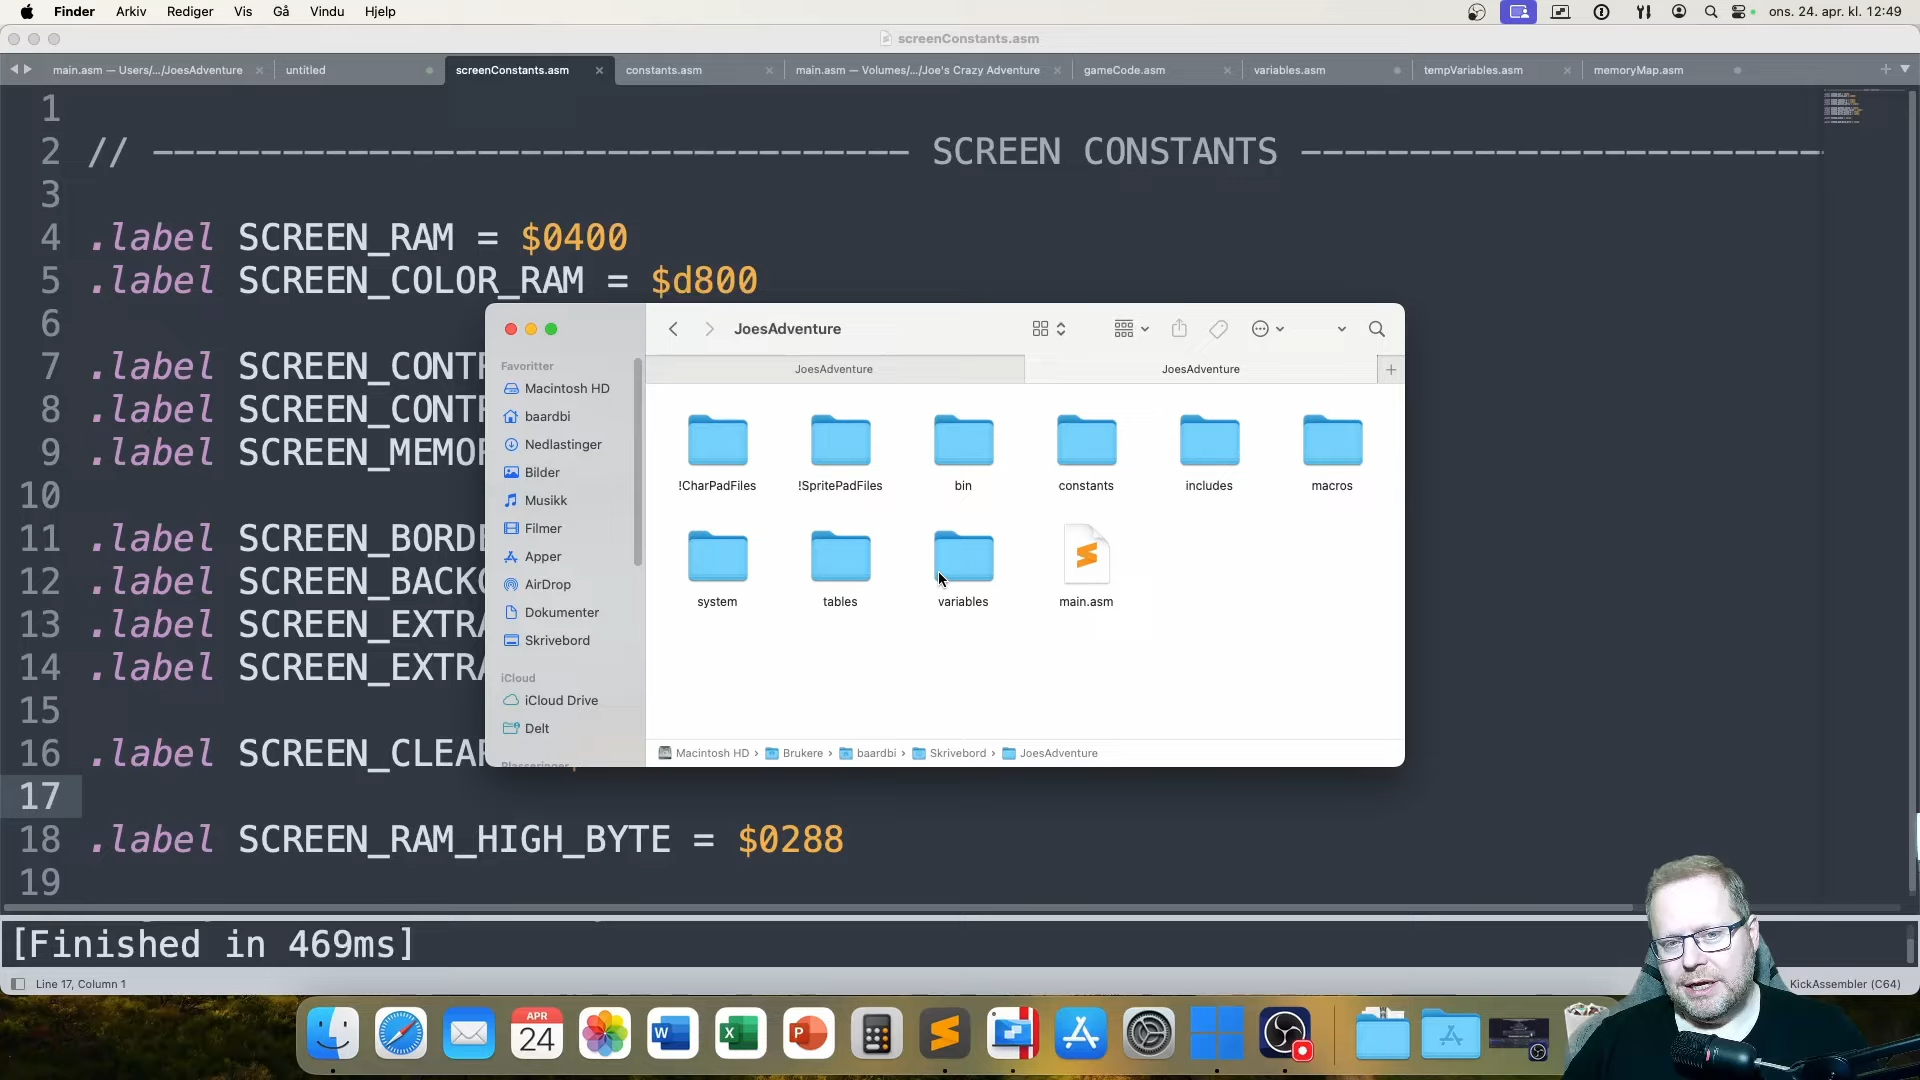 Finder Arkiv Rediger Vis Gå Vindu Hjelp ons. 24. apr. kl. 12:49
screenConstants.asm
main.asm — Users/.../JoesAdventure untitled screenConstants.asm constants.asm main.asm — Volumes/.../Joe's Crazy Adventure gameCode.asm variables.asm tempVariables.asm memoryMap.asm
1
2 // ----------------------------------- SCREEN CONSTANTS ------------------------
3
4 .label SCREEN_RAM = $0400
5 .label SCREEN_COLOR_RAM = $d800
6
7 .label SCREEN_CONTR
8 .label SCREEN_CONTR
9 .label SCREEN_MEMOR
10
11 .label SCREEN_BORDE
12 .label SCREEN_BACKG
13 .label SCREEN_EXTRA
14 .label SCREEN_EXTRA
15
16 .label SCREEN_CLEAR
17
18 .label SCREEN_RAM_HIGH_BYTE = $0288
19
JoesAdventure
JoesAdventure JoesAdventure
Favoritter
Macintosh HD
baardbi
Nedlastinger
Bilder
Musikk
Filmer
Apper
AirDrop
Dokumenter
Skrivebord
iCloud
iCloud Drive
Delt
Plasseringer
!CharPadFiles !SpritePadFiles bin constants includes macros
system tables variables main.asm
Macintosh HD › Brukere › baardbi › Skrivebord › JoesAdventure
[Finished in 469ms]
Line 17, Column 1 KickAssembler (C64)
APR
24
W
X
P